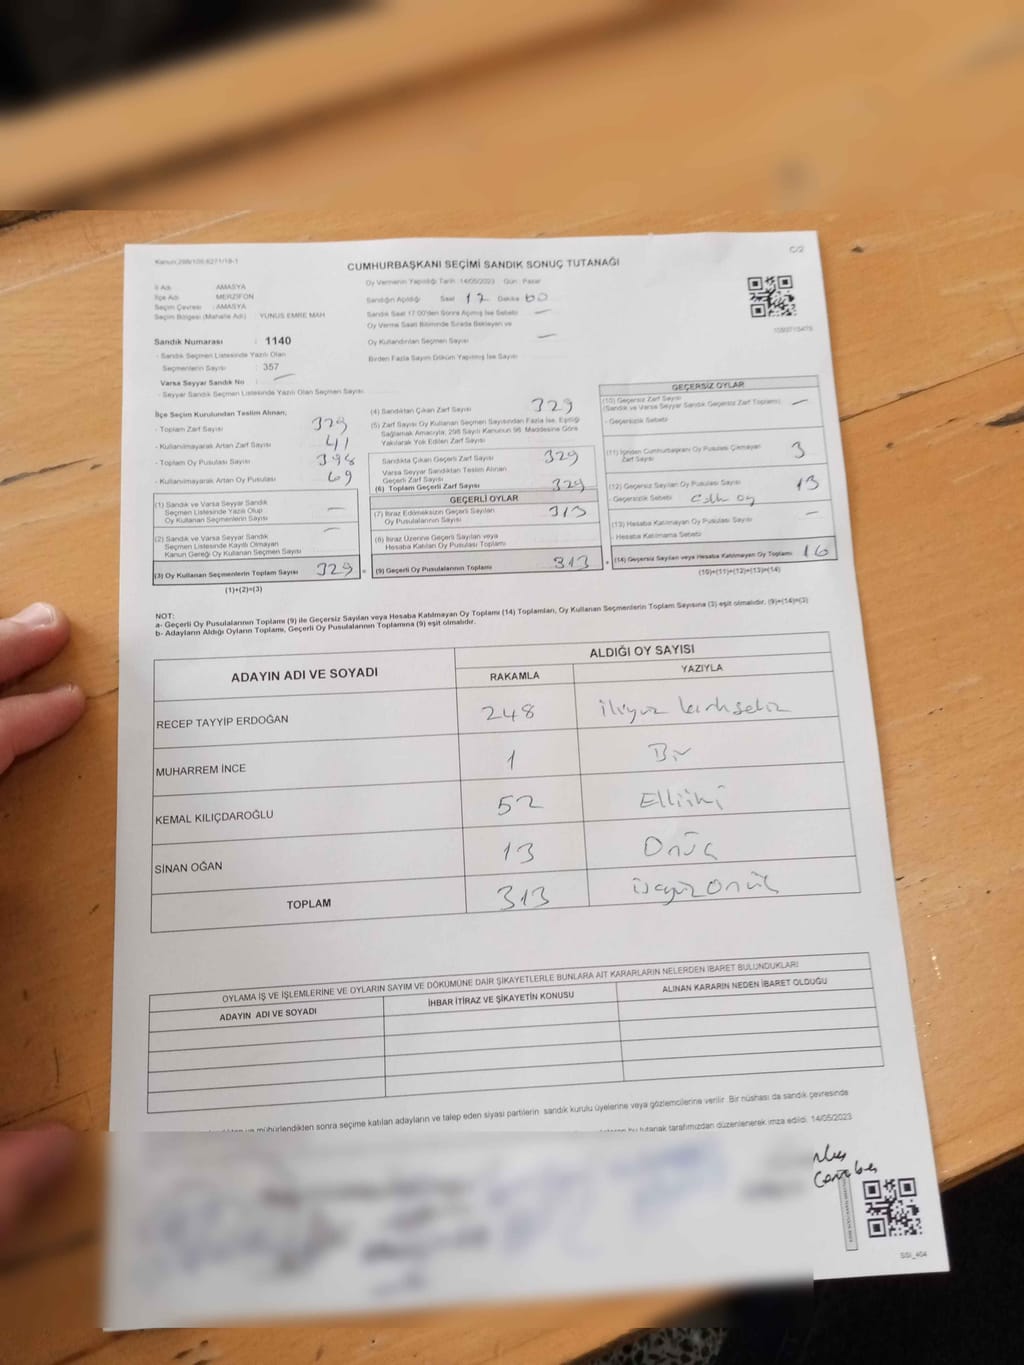 Kanun:298/105,6271/18-1
C/2
CUMHURBAŞKANI SEÇİMİ SANDIK SONUÇ TUTANAĞI
İl Adı : AMASYA
İlçe Adı : MERZİFON
Seçim Çevresi : AMASYA
Seçim Bölgesi (Mahalle Adı) YUNUS EMRE MAH
Sandık Numarası : 1140
- Sandık Seçmen Listesinde Yazılı Olan
Seçmenlerin Sayısı : 357
Varsa Seyyar Sandık No : —
- Seyyar Sandık Seçmen Listesinde Yazılı Olan Seçmen Sayısı
Oy Vermenin Yapıldığı Tarih :14/05/2023 Gün : Pazar
Sandığın Açıldığı Saat 17 Dakika 00
Sandık Saat 17:00'den Sonra Açılmış İse Sebebi —
Oy Verme Saati Bitiminde Sırada Bekleyen ve
Oy Kullandırılan Seçmen Sayısı —
Birden Fazla Sayım Döküm Yapılmış İse Sayısı
İlçe Seçim Kurulundan Teslim Alınan;
- Toplam Zarf Sayısı
- Kullanılmayarak Artan Zarf Sayısı 41
- Toplam Oy Pusulası Sayısı 398
- Kullanılmayarak Artan Oy Pusulası 69
(1) Sandık ve Varsa Seyyar Sandık
Seçmen Listesinde Yazılı Olup
Oy Kullanan Seçmenlerin Sayısı —
(2) Sandık ve Varsa Seyyar Sandık
Seçmen Listesinde Kayıtlı Olmayan
Kanun Gereği Oy Kullanan Seçmen Sayısı —
(3) Oy Kullanan Seçmenlerin Toplam Sayısı 329 =
(1)+(2)=(3)
(4) Sandıktan Çıkan Zarf Sayısı 329
(5) Zarf Sayısı Oy Kullanan Seçmen Sayısından Fazla İse, Eşitliği
Sağlamak Amacıyla; 298 Sayılı Kanunun 98. Maddesine Göre
Yakılarak Yok Edilen Zarf Sayısı
Sandıkta Çıkan Geçerli Zarf Sayısı 329
Varsa Seyyar Sandıktan Teslim Alınan
Geçerli Zarf Sayısı
(6) Toplam Geçerli Zarf Sayısı 329
GEÇERLİ OYLAR
(7) İtiraz Edilmeksizin Geçerli Sayılan
Oy Pusulalarının Sayısı 313
(8) İtiraz Üzerine Geçerli Sayılan veya
Hesaba Katılan Oy Pusulası Toplamı
(9) Geçerli Oy Pusulalarının Toplamı 313 +
GEÇERSİZ OYLAR
(10) Geçersiz Zarf Sayısı
(Sandık ve Varsa Seyyar Sandık Geçersiz Zarf Toplamı) —
- Geçersizlik Sebebi
(11) İçinden Cumhurbaşkanı Oy Pusulası Çıkmayan
Zarf Sayısı 3
(12) Geçersiz Sayılan Oy Pusulası Sayısı 13
- Geçersizlik Sebebi oy
(13) Hesaba Katılmayan Oy Pusulası Sayısı —
- Hesaba Katılmama Sebebi
(14) Geçersiz Sayılan veya Hesaba Katılmayan Oy Toplamı 16
(10)+(11)+(12)+(13)=(14)
NOT:
a- Geçerli Oy Pusulalarının Toplamı (9) ile Geçersiz Sayılan veya Hesaba Katılmayan Oy Toplamı (14) Toplamları, Oy Kullanan Seçmenlerin Toplam Sayısına (3) eşit olmalıdır. (9)+(14)=(3)
b- Adayların Aldığı Oyların Toplamı, Geçerli Oy Pusulalarının Toplamına (9) eşit olmalıdır.
ADAYIN ADI VE SOYADI
ALDIĞI OY SAYISI
RAKAMLA YAZIYLA
RECEP TAYYİP ERDOĞAN 248 ikiyüz kırksekiz
MUHARREM İNCE 1 Bir
KEMAL KILIÇDAROĞLU 52 Elliiki
SİNAN OĞAN 13 Onüç
TOPLAM 313 üçyüzonüç
OYLAMA İŞ VE İŞLEMLERİNE VE OYLARIN SAYIM VE DÖKÜMÜNE DAİR ŞİKAYETLERLE BUNLARA AİT KARARLARIN NELERDEN İBARET BULUNDUKLARI
ADAYIN ADI VE SOYADI İHBAR İTİRAZ VE ŞİKAYETİN KONUSU ALINAN KARARIN NEDEN İBARET OLDUĞU
mühürlendikten sonra seçime katılan adayların ve talep eden siyasi partilerin sandık kurulu üyelerine veya gözlemcilerine verilir. Bir nüshası da sandık çevresinde
bu tutanak tarafımızdan düzenlenerek imza edildi. 14/05/2023
SSI_404